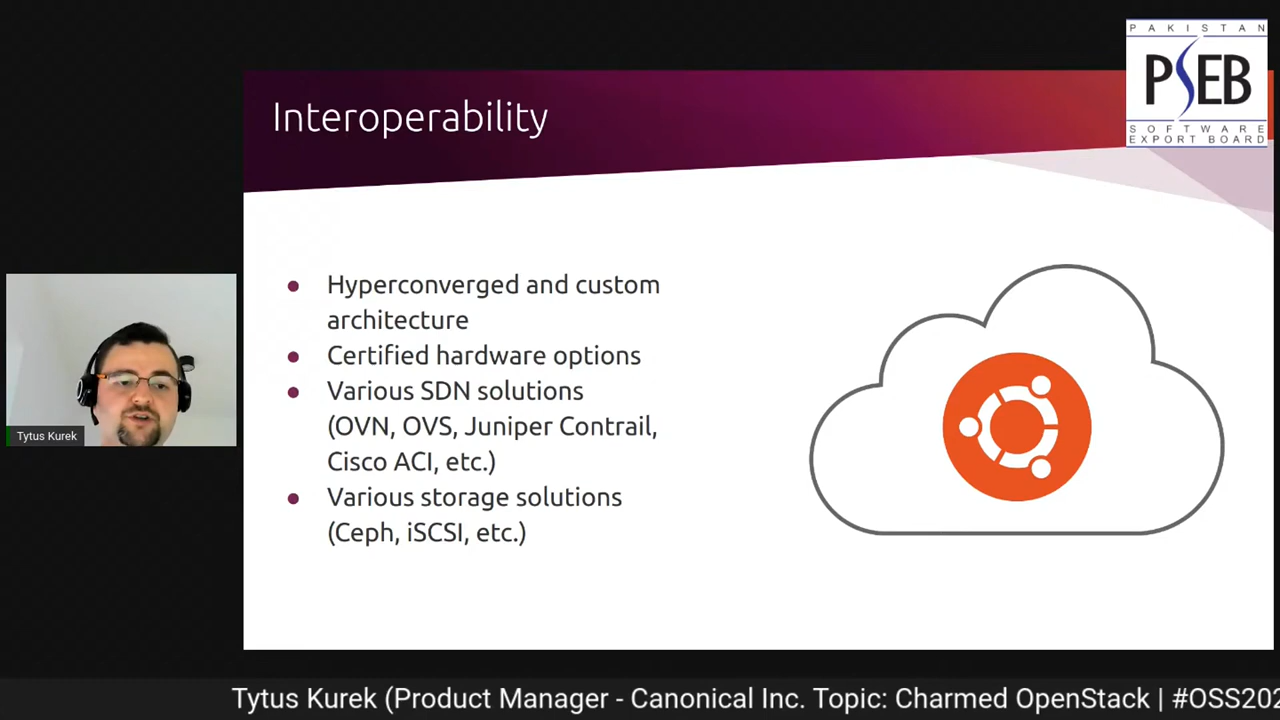 PAKISTAN
PSEB
SOFTWARE
EXPORT BOARD
Interoperability
● Hyperconverged and custom
architecture
● Certified hardware options
● Various SDN solutions
(OVN, OVS, Juniper Contrail,
Cisco ACI, etc.)
● Various storage solutions
(Ceph, iSCSI, etc.)
Tytus Kurek
Tytus Kurek (Product Manager - Canonical Inc. Topic: Charmed OpenStack | #OSS202